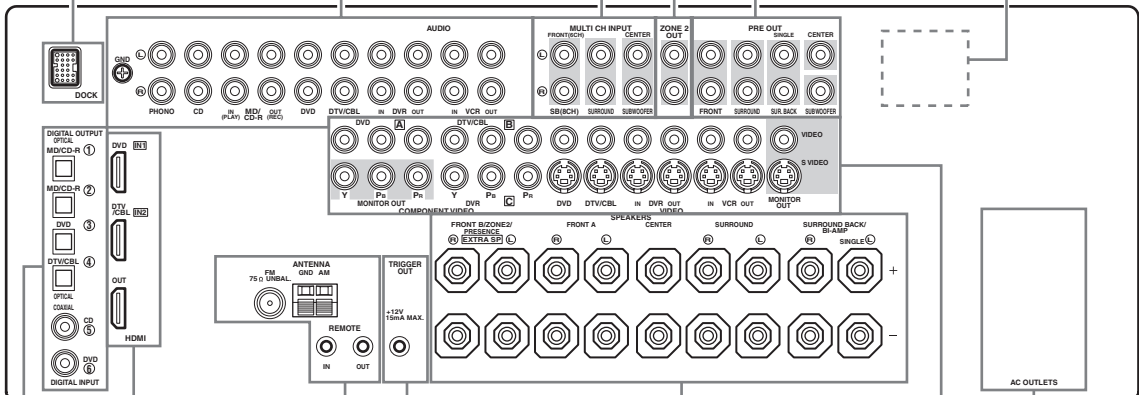 DOCK
AUDIO
GND
L
R
PHONO CD IN (PLAY) MD/CD-R OUT (REC) DVD DTV/CBL IN DVR OUT IN VCR OUT
MULTI CH INPUT
FRONT(6CH) CENTER
L
R
SB(8CH) SURROUND SUBWOOFER
ZONE 2
OUT
PRE OUT
SINGLE CENTER
FRONT SURROUND SUR. BACK SUBWOOFER
DIGITAL OUTPUT
OPTICAL
MD/CD-R 1
MD/CD-R 2
DVD 3
DTV/CBL 4
OPTICAL
COAXIAL
CD
5
DVD
6
DIGITAL INPUT
DVD IN1
DTV
/CBL IN2
OUT
HDMI
DVD A DTV/CBL B
VIDEO
S VIDEO
Y PB PR Y PB PR
MONITOR OUT DVR C
COMPONENT VIDEO
DVD DTV/CBL IN DVR OUT IN VCR OUT
VIDEO
MONITOR
OUT
ANTENNA
GND AM
FM
75Ω UNBAL.
REMOTE
IN OUT
TRIGGER
OUT
+12V
15mA MAX.
SPEAKERS
FRONT B/ZONE2/
PRESENCE
R EXTRA SP L
FRONT A
R L
CENTER
SURROUND
R L
SURROUND BACK/
BI-AMP
R SINGLE L
+
–
AC OUTLETS